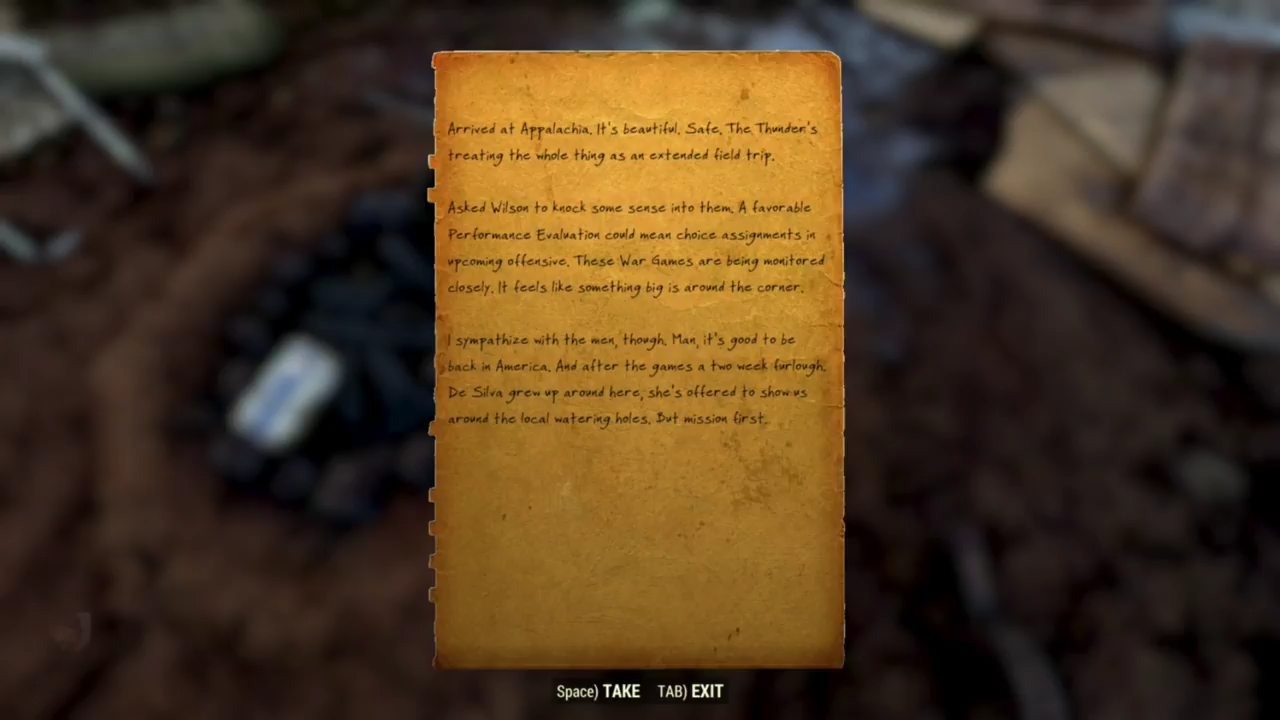 Arrived at Appalachia. It's beautiful. Safe. The Thunder's
treating the whole thing as an extended field trip.
Asked Wilson to knock some sense into them. A favorable
Performance Evaluation could mean choice assignments in
upcoming offensive. These War Games are being monitored
closely. It feels like something big is around the corner.
I sympathize with the men, though. Man, it's good to be
back in America. And after the games a two week furlough.
De Silva grew up around here, she's offered to show us
around the local watering holes. But mission first.
Space) TAKE TAB) EXIT